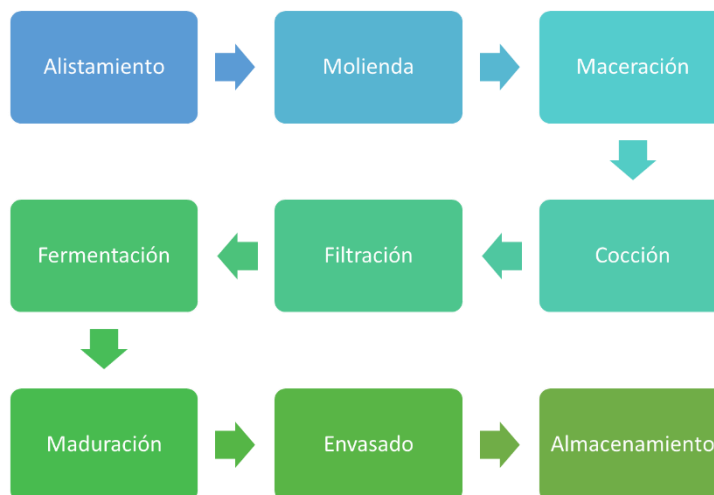 Alistamiento
Molienda
Maceración
Cocción
Filtración
Fermentación
Maduración
Envasado
Almacenamiento